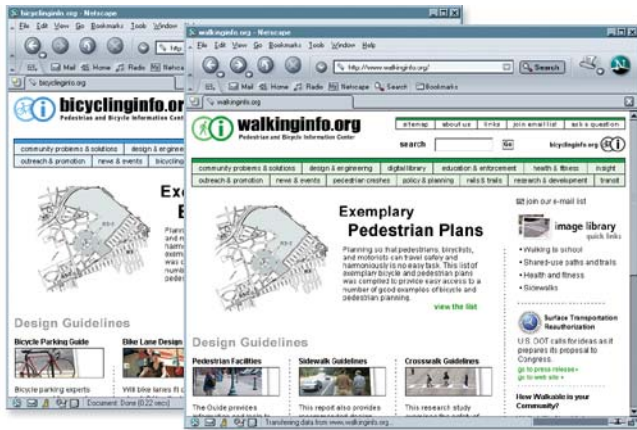 bicyclinginfo.org - Netscape
File Edit View Go Bookmarks Tools Window
Mail Home Radio Netscape
bicyclinginfo.org
bicyclinginfo.or
Pedestrian and Bicycle Information Center
community problems & solutions design & enginee
outreach & promotion news & events bicycling
Design Guidelines
Bicycle Parking Guide Bike Lane Design
Bicycle parking experts Will bike lanes fit
Document: Done (0.22 secs)
walkinginfo.org - Netscape
File Edit View Go Bookmarks Tools Window Help
http://www.walkinginfo.org/ Search
Mail Home Radio Netscape Search Bookmarks
walkinginfo.org
walkinginfo.org
Pedestrian and Bicycle Information Center
sitemap about us links join email list ask a question
search Go bicyclinginfo.org
community problems & solutions design & engineering digital library education & enforcement health & fitness insight
outreach & promotion news & events pedestrian crashes policy & planning rails & trails research & development transit
Exemplary
Pedestrian Plans
Planning so that pedestrians, bicyclists,
and motorists can travel safely and
harmoniously is no easy task. This list of
exemplary bicycle and pedestrian plans
was compiled to provide easy access to a
number of good examples of bicycle and
pedestrian planning.
view the list
join our e-mail list
image library
quick links
• Walking to school
• Shared-use paths and trails
• Health and fitness
• Sidewalks
Surface Transportation
Reauthorization
U.S. DOT calls for ideas as it
prepares its proposal to
Congress.
go to press release
go to web site
How Walkable is your
Community?
Design Guidelines
Pedestrian Facilities Sidewalk Guidelines Crosswalk Guidelines
The Guide provides This report also provides This research study
Transferring data from www.walkinginfo.org...